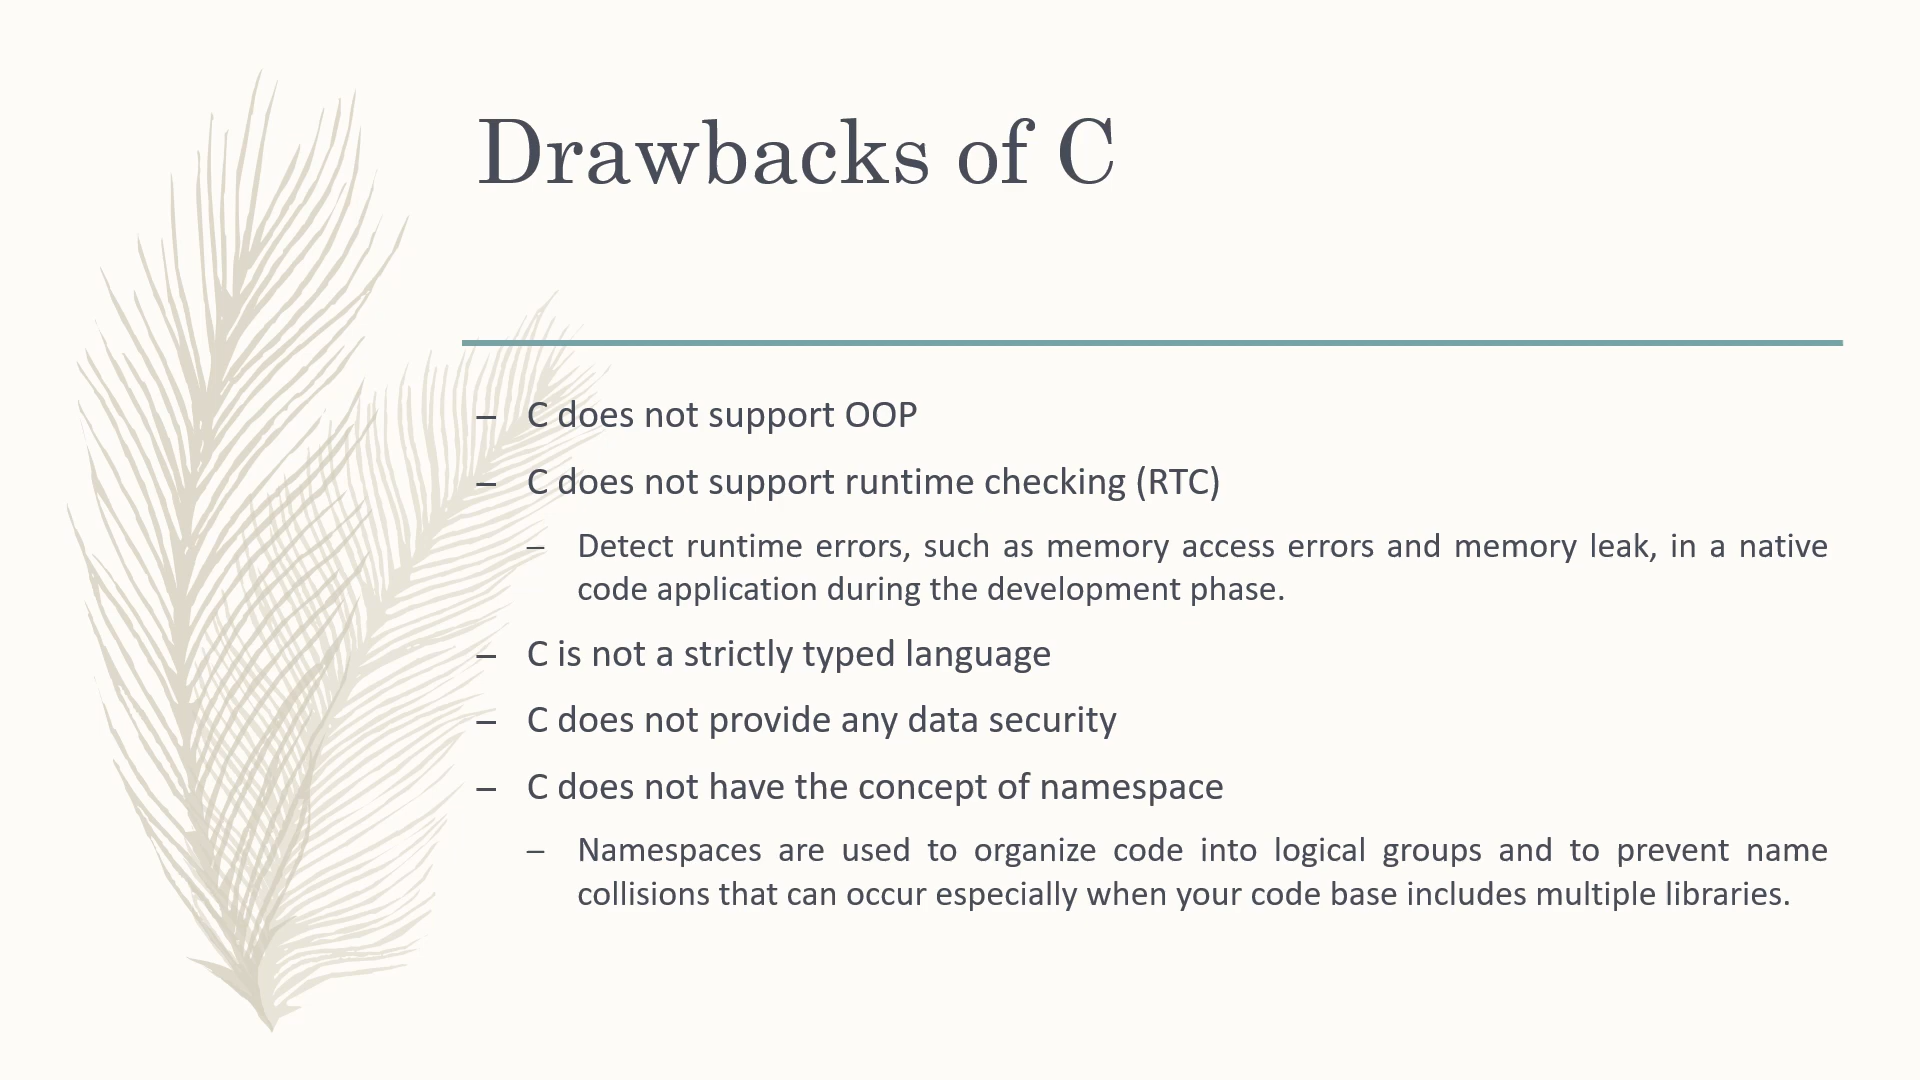 Drawbacks of C
– C does not support OOP
– C does not support runtime checking (RTC)
– Detect runtime errors, such as memory access errors and memory leak, in a native
code application during the development phase.
– C is not a strictly typed language
– C does not provide any data security
– C does not have the concept of namespace
– Namespaces are used to organize code into logical groups and to prevent name
collisions that can occur especially when your code base includes multiple libraries.